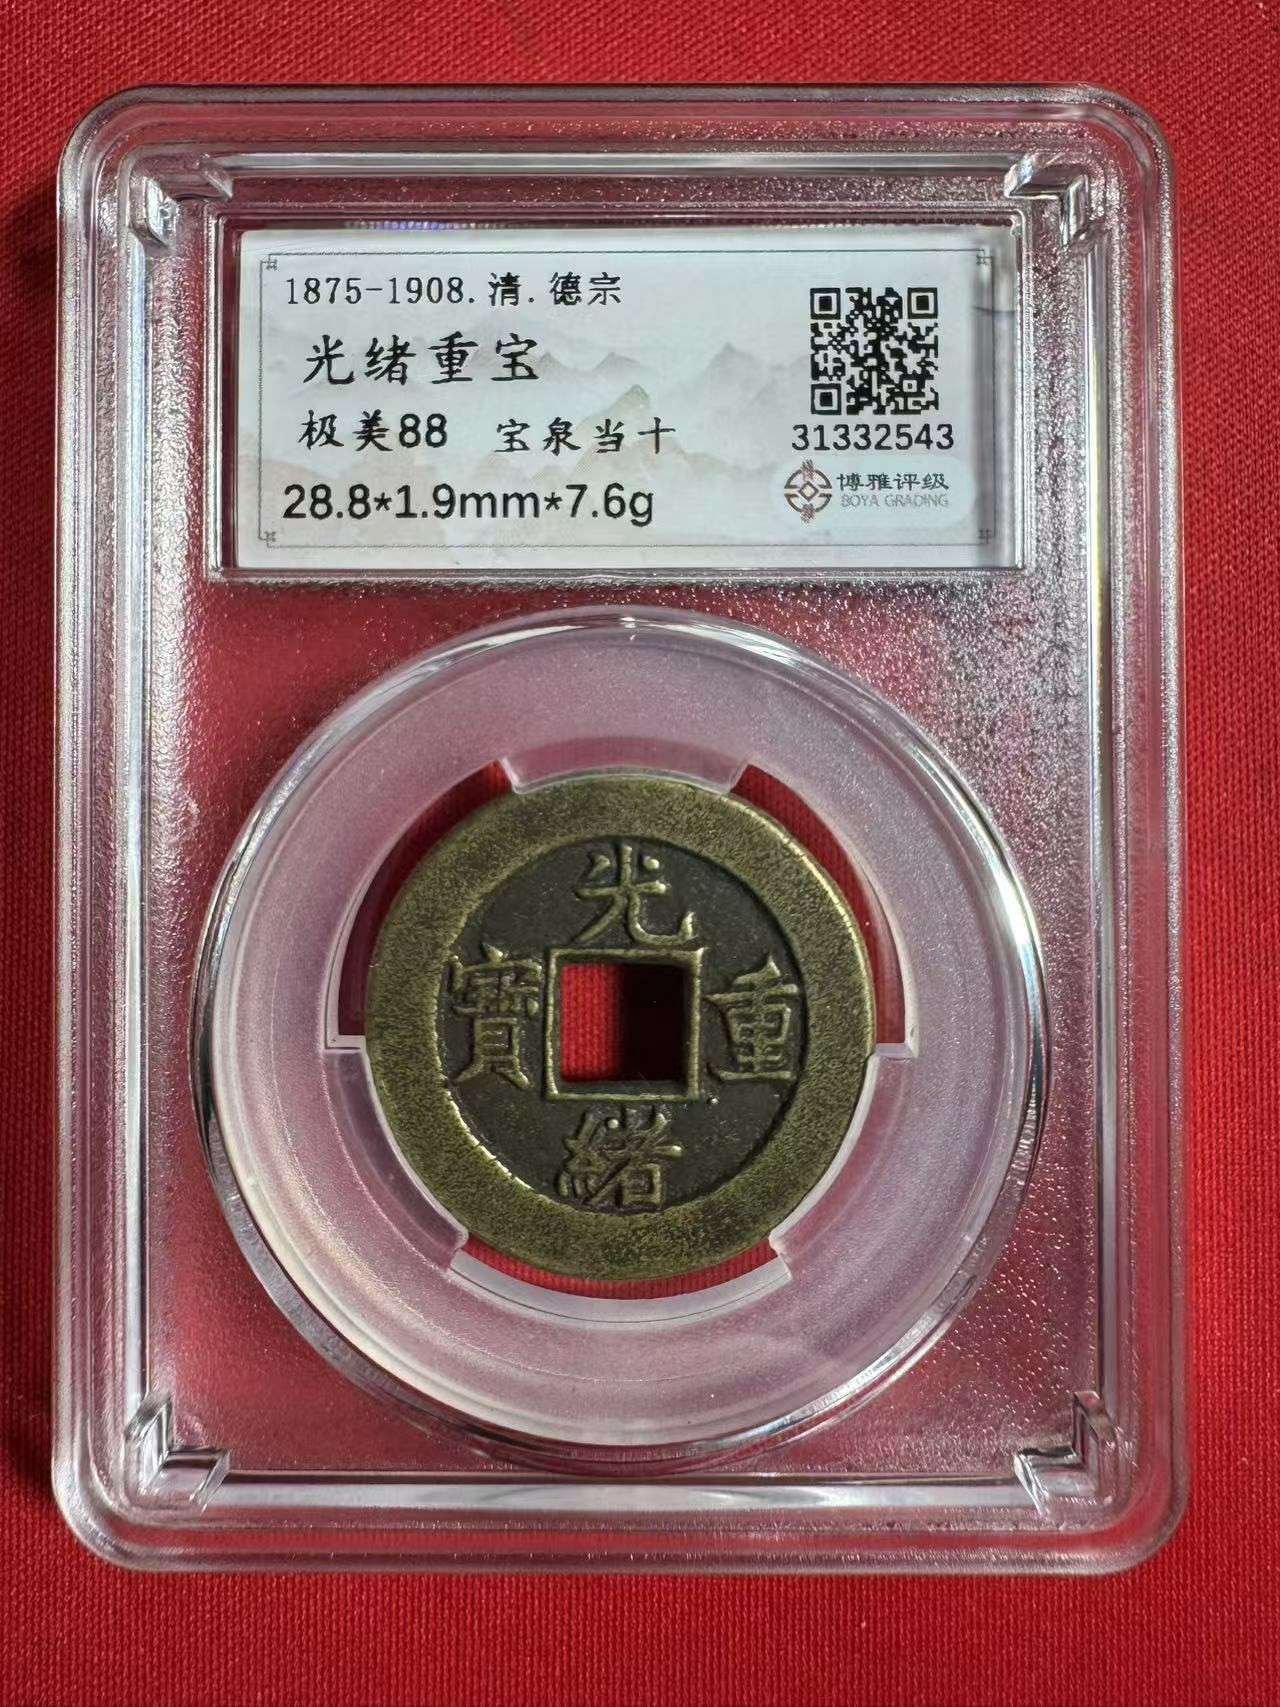 1875-1908.清.德宗
光绪重宝
极美88 宝泉当十
28.8*1.9mm*7.6g
31332543
博雅评级
BOYA GRADING
光
寶 重
緒